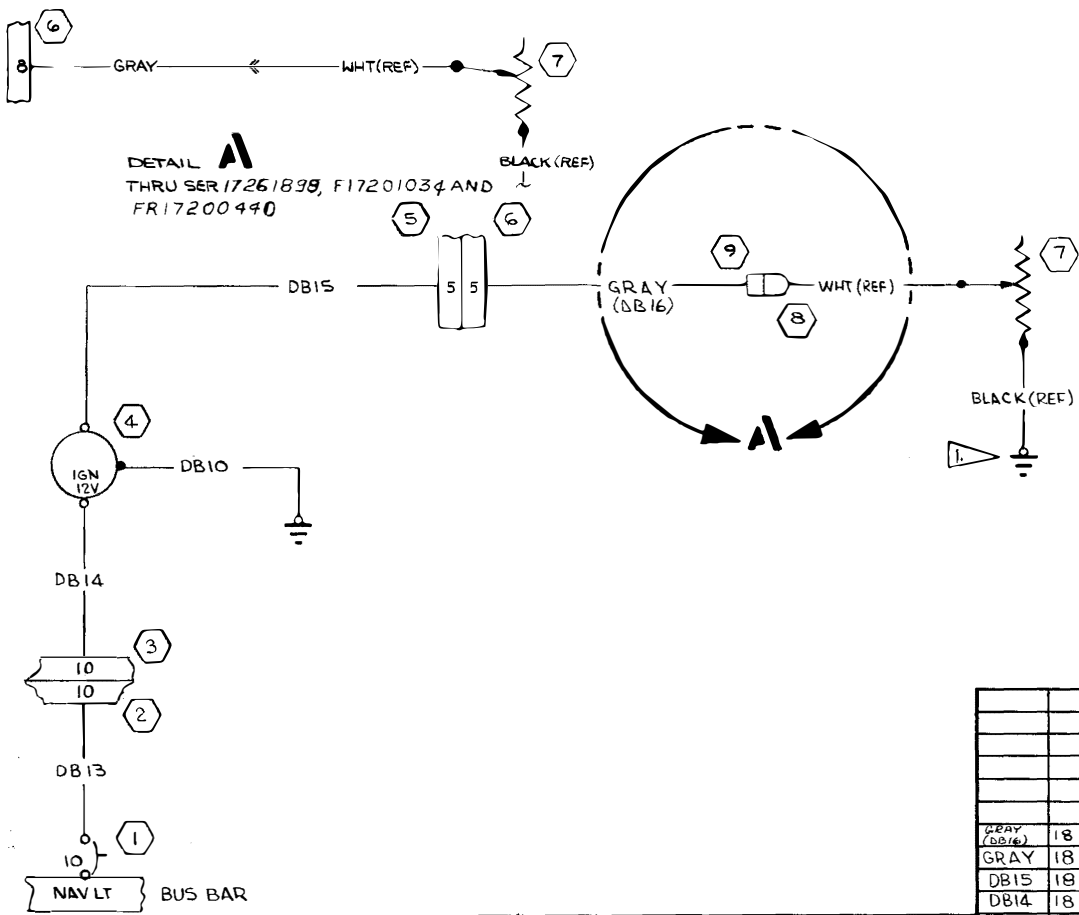 6
8
GRAY
WHT(REF)
7
DETAIL A
THRU SER 17261898, F17201034 AND
FR17200440
BLACK (REF)
5
6
DB15
5 5
GRAY
(DB16)
9
8
WHT(REF)
7
BLACK (REF)
1.
A
4
IGN
12V
DB10
DB14
3
10
10
2
DB13
1
10
NAV LT
BUS BAR
GRAY (DB16) 18
GRAY 18
DB15 18
DB14 18